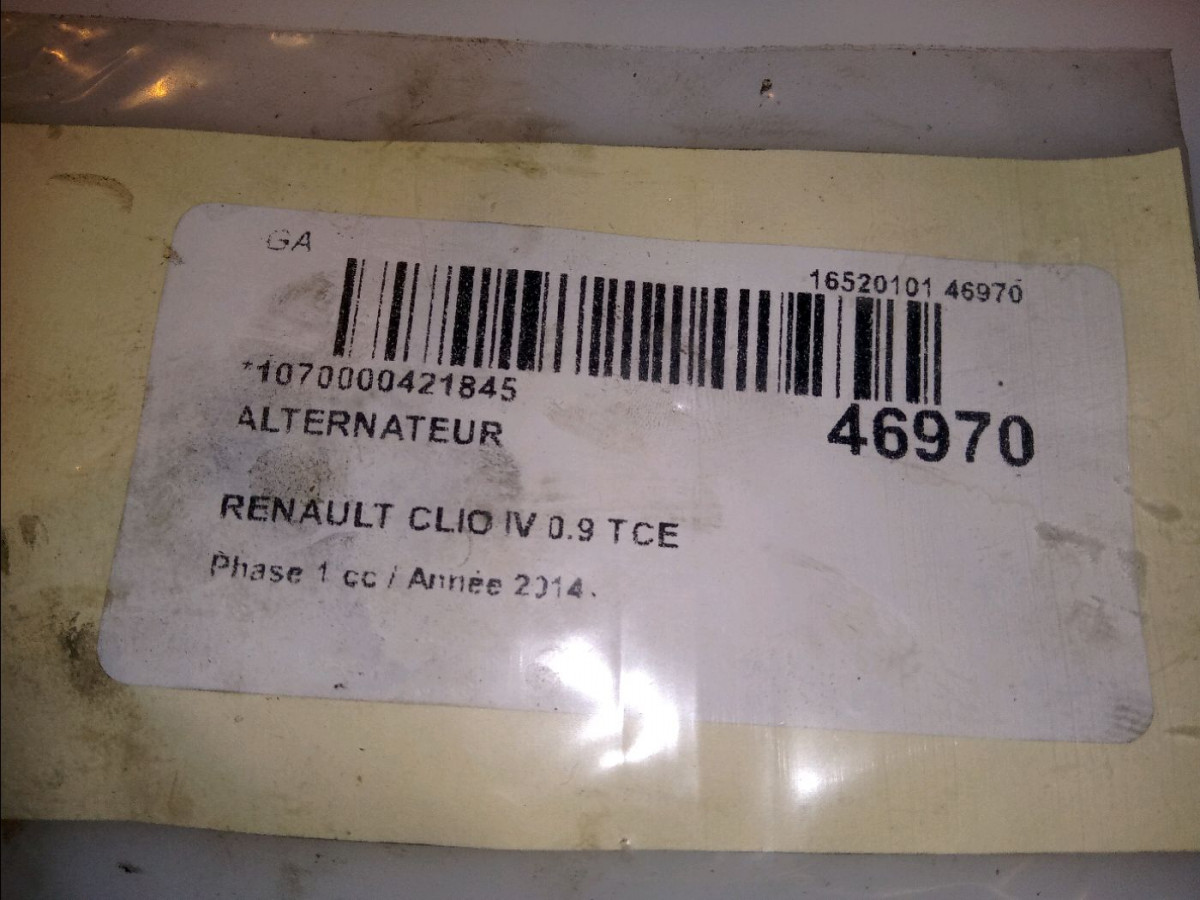 GA
16520101 46970
*1070000421845
ALTERNATEUR
46970
RENAULT CLIO IV 0.9 TCE
Phase 1 cc / Année 2014.